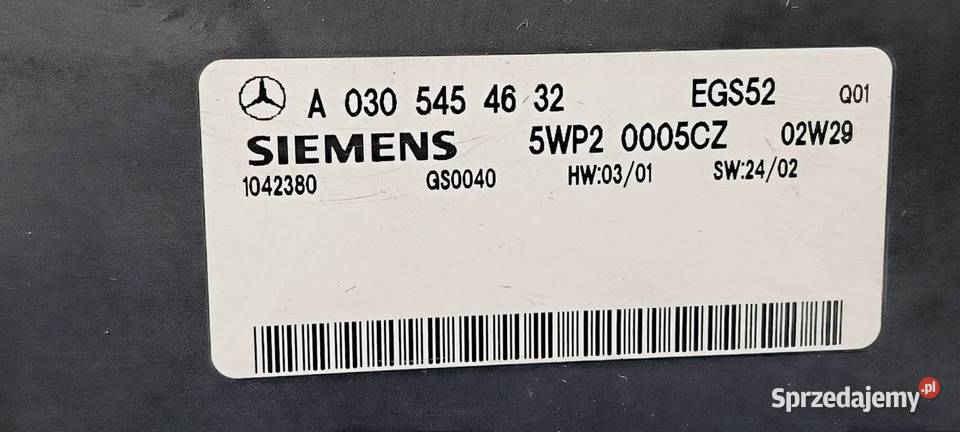 A 030 545 46 32 EGS52 Q01
SIEMENS 5WP2 0005CZ 02W29
1042380 GS0040 HW:03/01 SW:24/02
Sprzedajemy.pl